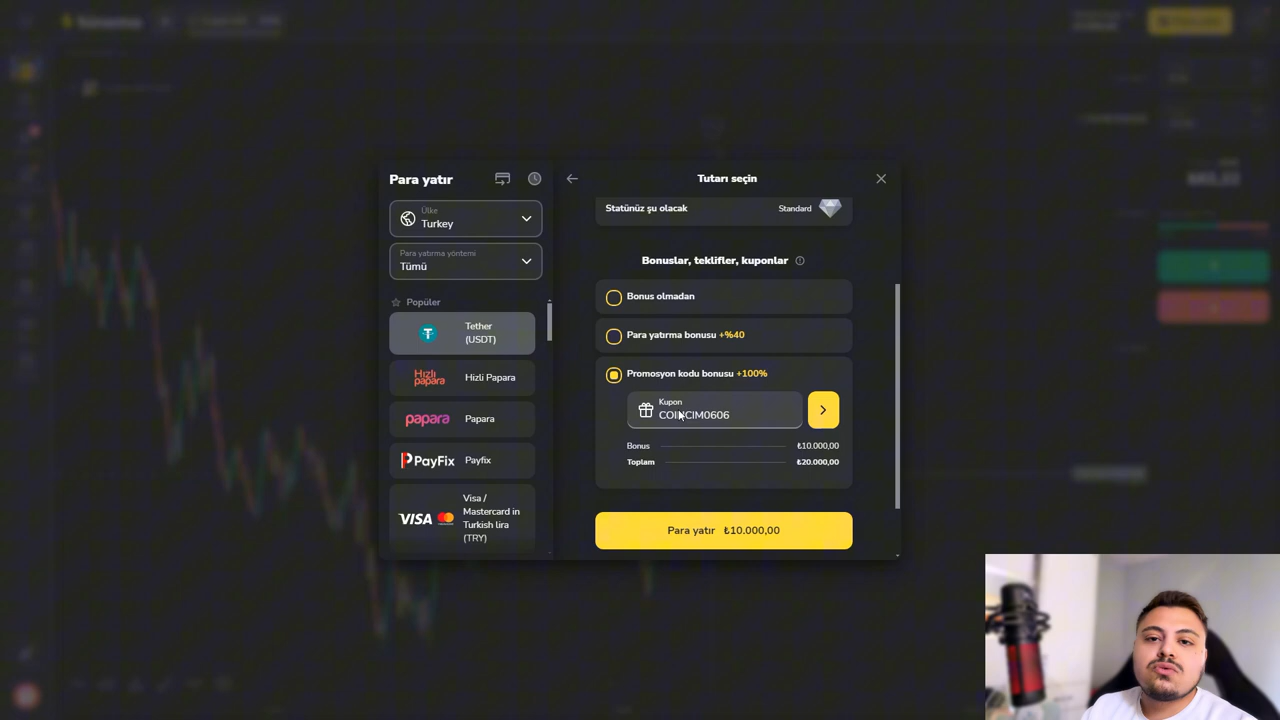 Para yatır
Ülke
Turkey
Para yatırma yöntemi
Tümü
Popüler
Tether
(USDT)
Hızlı
papara
Hizli Papara
papara
Papara
PayFix
Payfix
VISA
Visa /
Mastercard in
Turkish lira
(TRY)
Tutarı seçin
Statünüz şu olacak
Standard
Bonuslar, teklifler, kuponlar
Bonus olmadan
Para yatırma bonusu +%40
Promosyon kodu bonusu +100%
Kupon
COINCIM0606
Bonus ₺10.000,00
Toplam ₺20.000,00
Para yatır ₺10.000,00